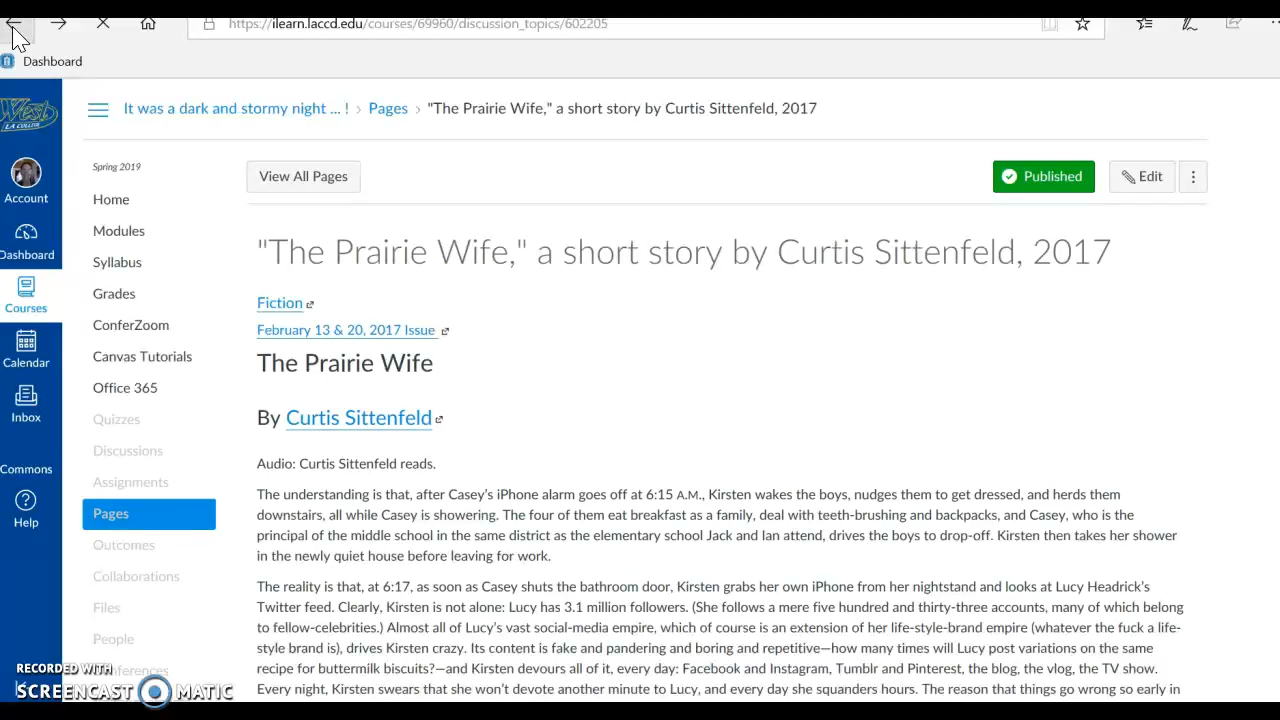 https://ilearn.laccd.edu/courses/69960/discussion_topics/602205
Dashboard
West
L.A. COLLEGE
It was a dark and stormy night ... ! › Pages › "The Prairie Wife," a short story by Curtis Sittenfeld, 2017
Account
Dashboard
Courses
Calendar
Inbox
Commons
Help
Spring 2019
Home
Modules
Syllabus
Grades
ConferZoom
Canvas Tutorials
Office 365
Quizzes
Discussions
Assignments
Pages
Outcomes
Collaborations
Files
People
View All Pages
Published
Edit
"The Prairie Wife," a short story by Curtis Sittenfeld, 2017
Fiction
February 13 & 20, 2017 Issue
The Prairie Wife
By Curtis Sittenfeld
Audio: Curtis Sittenfeld reads.
The understanding is that, after Casey’s iPhone alarm goes off at 6:15 A.M., Kirsten wakes the boys, nudges them to get dressed, and herds them
downstairs, all while Casey is showering. The four of them eat breakfast as a family, deal with teeth-brushing and backpacks, and Casey, who is the
principal of the middle school in the same district as the elementary school Jack and Ian attend, drives the boys to drop-off. Kirsten then takes her shower
in the newly quiet house before leaving for work.
The reality is that, at 6:17, as soon as Casey shuts the bathroom door, Kirsten grabs her own iPhone from her nightstand and looks at Lucy Headrick’s
Twitter feed. Clearly, Kirsten is not alone: Lucy has 3.1 million followers. (She follows a mere five hundred and thirty-three accounts, many of which belong
to fellow-celebrities.) Almost all of Lucy’s vast social-media empire, which of course is an extension of her life-style-brand empire (whatever the fuck a life-
style brand is), drives Kirsten crazy. Its content is fake and pandering and boring and repetitive—how many times will Lucy post variations on the same
recipe for buttermilk biscuits?—and Kirsten devours all of it, every day: Facebook and Instagram, Tumblr and Pinterest, the blog, the vlog, the TV show.
Every night, Kirsten swears that she won’t devote another minute to Lucy, and every day she squanders hours. The reason that things go wrong so early in
RECORDED WITH
SCREENCAST MATIC